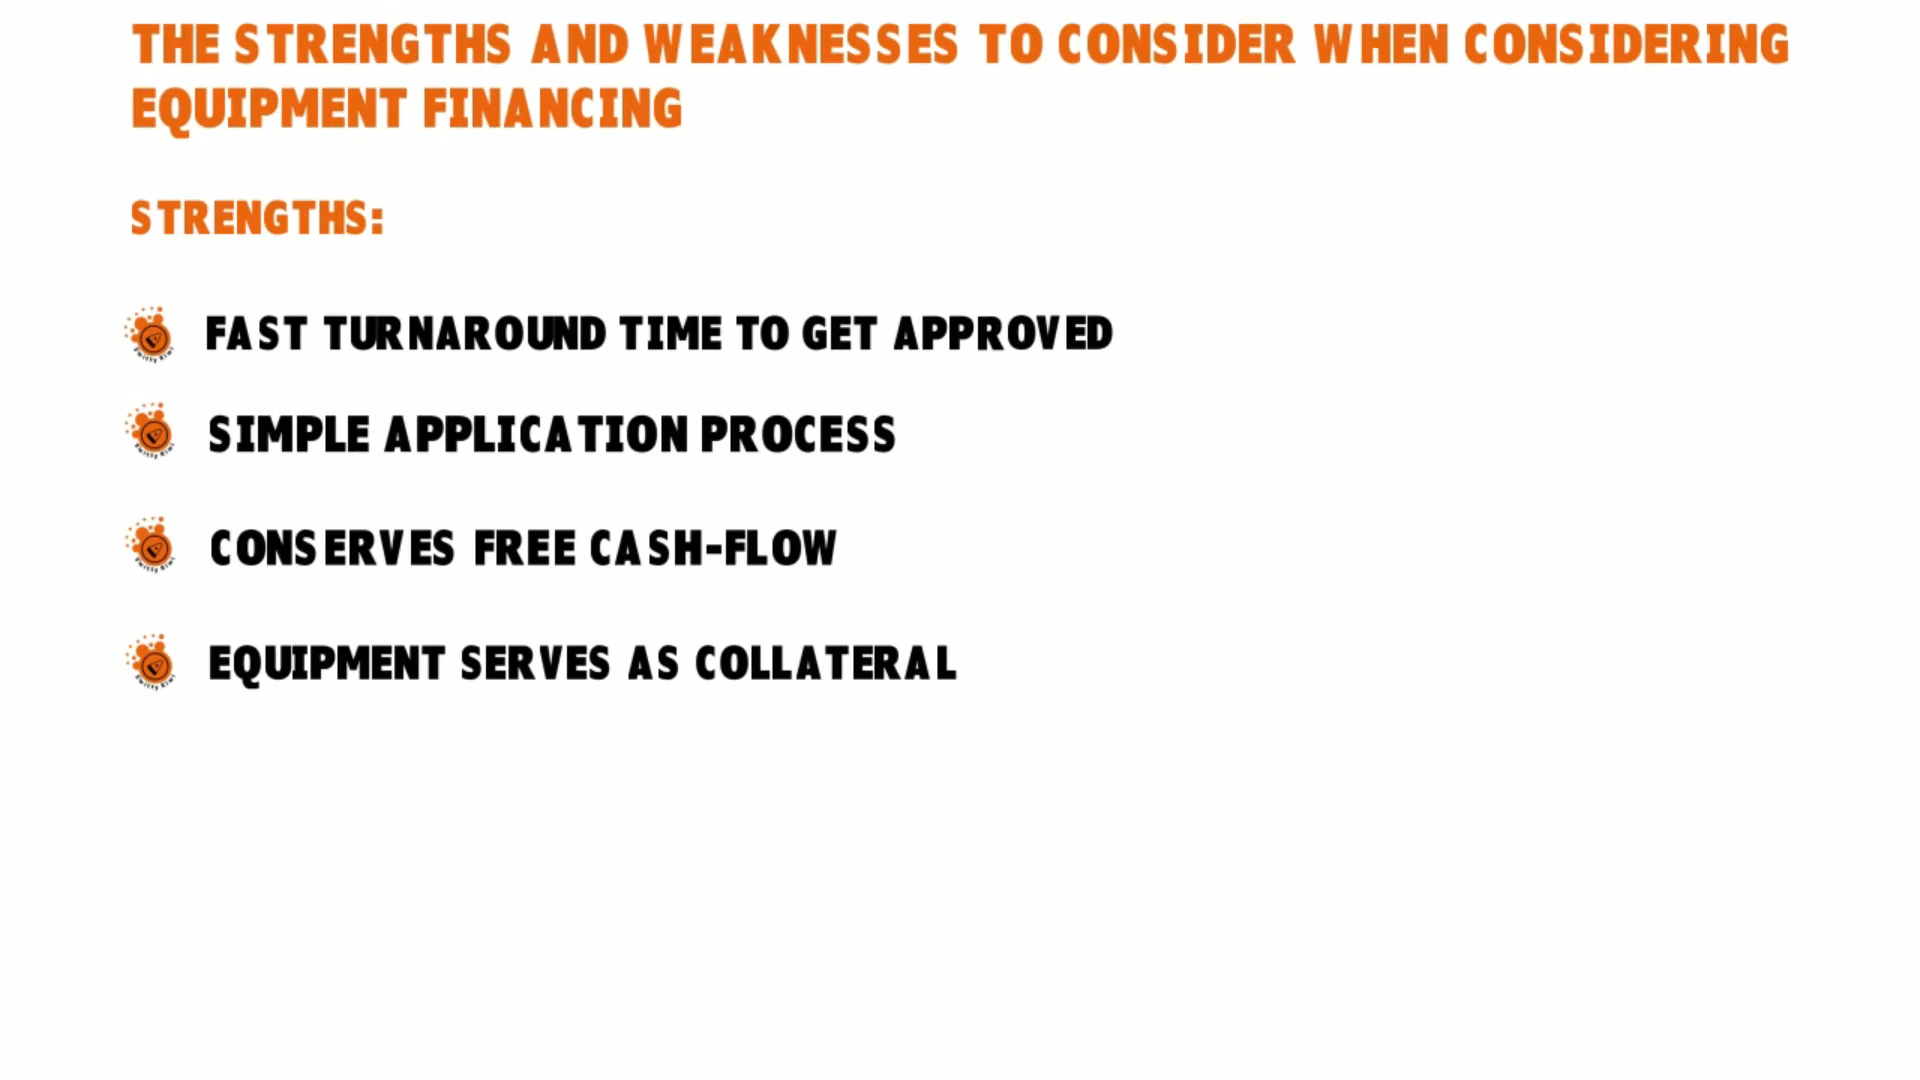 THE STRENGTHS AND WEAKNESSES TO CONSIDER WHEN CONSIDERING
EQUIPMENT FINANCING
STRENGTHS:
FAST TURNAROUND TIME TO GET APPROVED
SIMPLE APPLICATION PROCESS
CONSERVES FREE CASH-FLOW
EQUIPMENT SERVES AS COLLATERAL